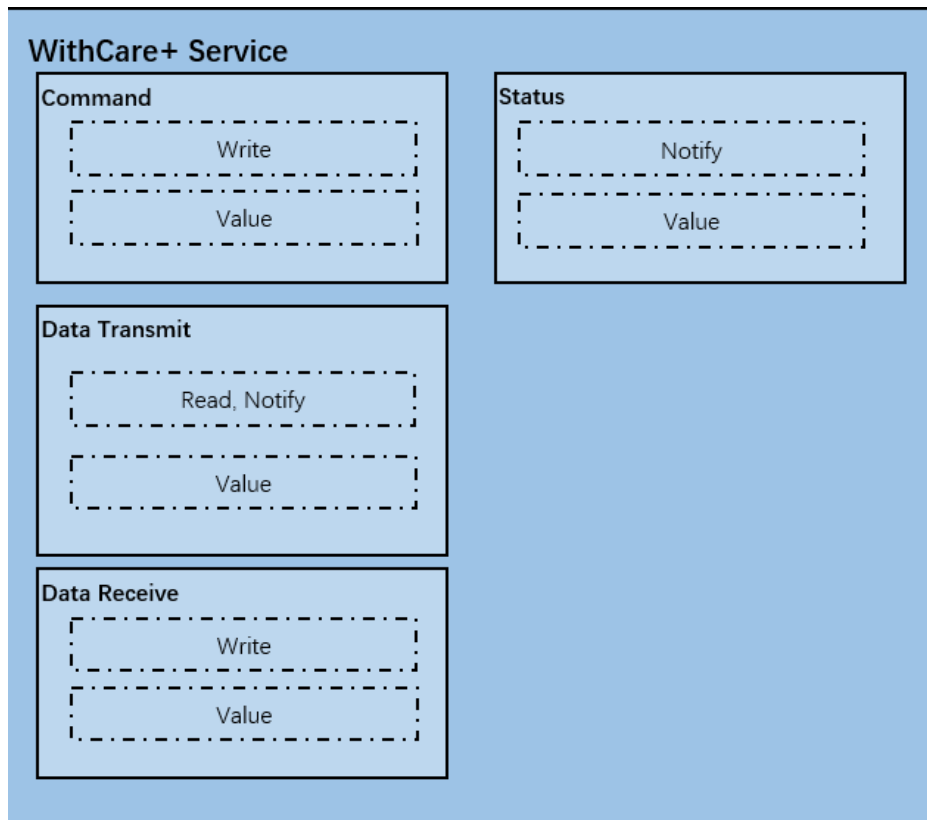 WithCare+ Service
Command
Write
Value
Status
Notify
Value
Data Transmit
Read, Notify
Value
Data Receive
Write
Value